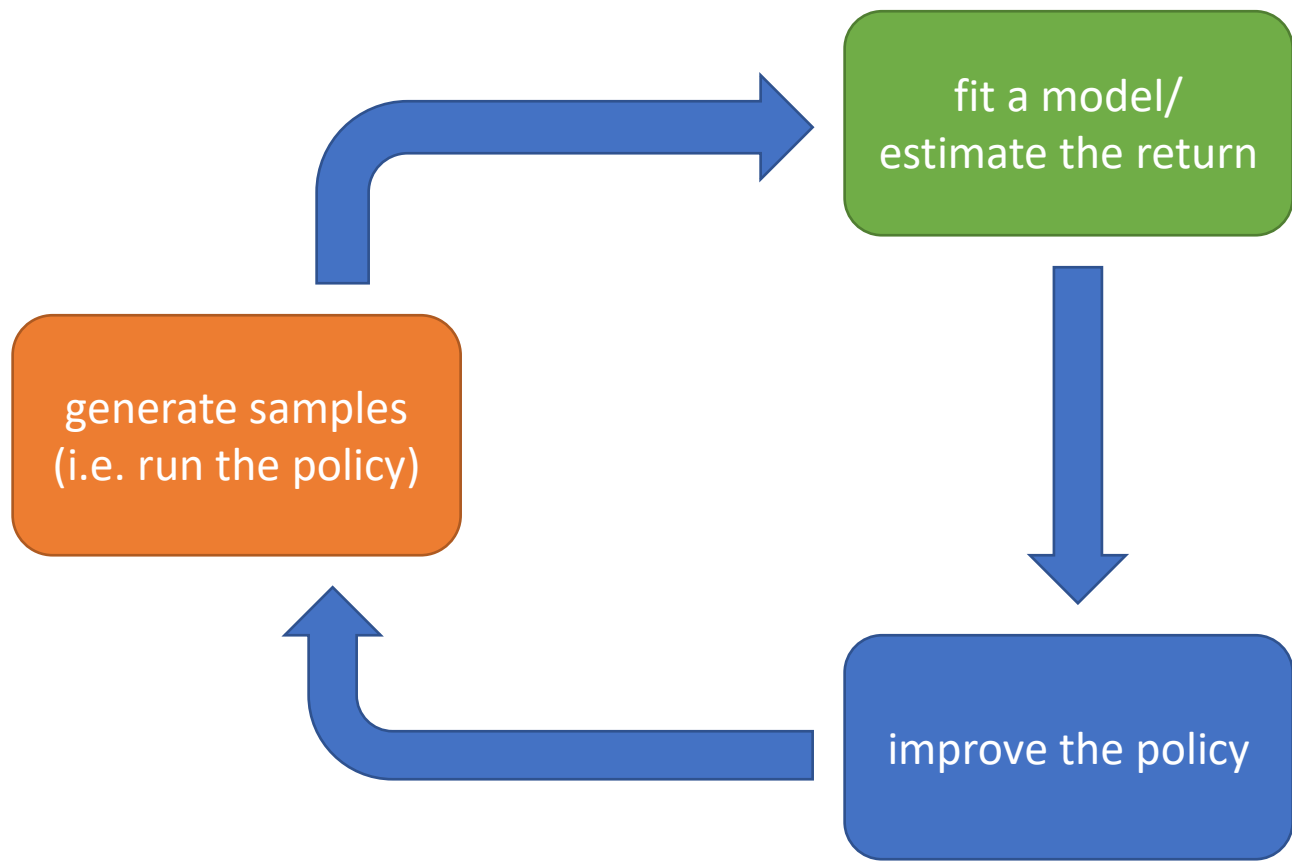 fit a model/
estimate the return
generate samples
(i.e. run the policy)
improve the policy